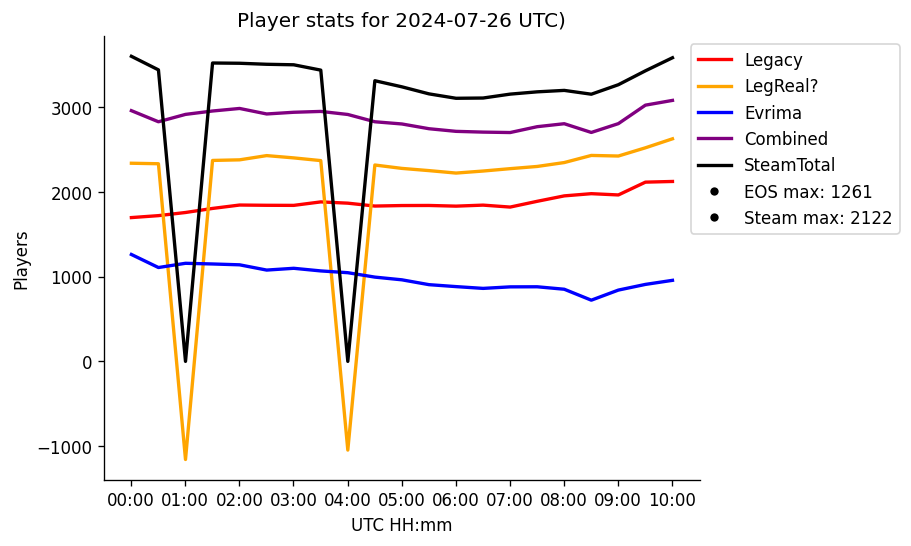 Player stats for 2024-07-26 UTC)
Legacy
LegReal?
Evrima
Combined
SteamTotal
EOS max: 1261
Steam max: 2122
Players
3000
2000
1000
0
−1000
00:00 01:00 02:00 03:00 04:00 05:00 06:00 07:00 08:00 09:00 10:00
UTC HH:mm